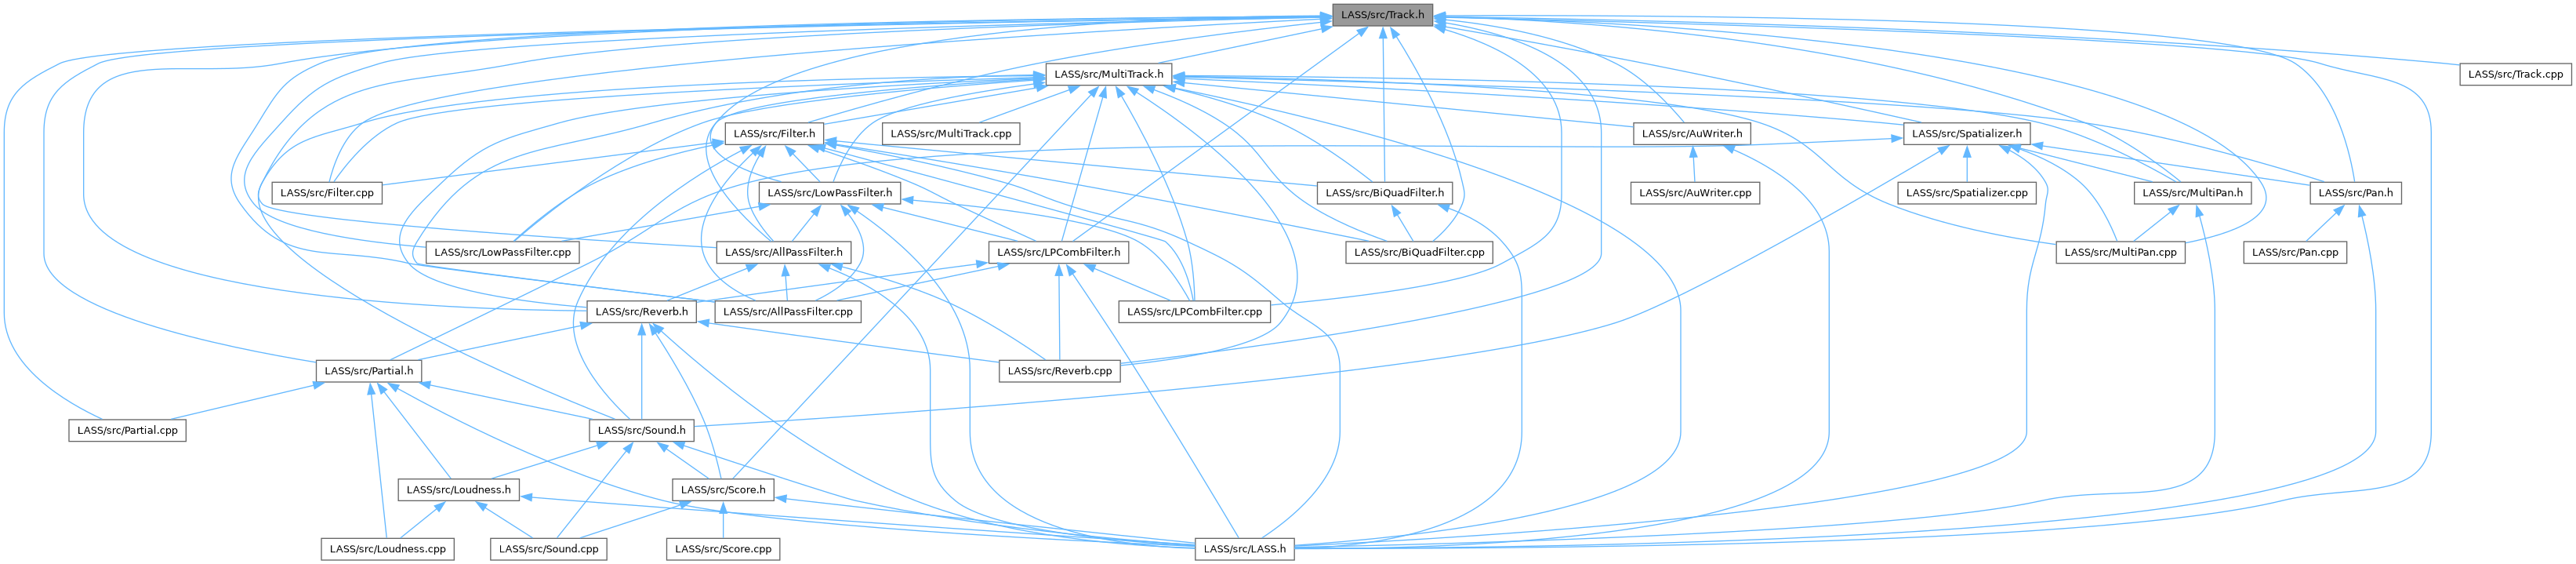 LASS/src/Track.h
LASS/src/MultiTrack.h
LASS/src/Track.cpp
LASS/src/Filter.h
LASS/src/MultiTrack.cpp
LASS/src/AuWriter.h
LASS/src/Spatializer.h
LASS/src/Filter.cpp
LASS/src/LowPassFilter.h
LASS/src/BiQuadFilter.h
LASS/src/AuWriter.cpp
LASS/src/Spatializer.cpp
LASS/src/MultiPan.h
LASS/src/Pan.h
LASS/src/LowPassFilter.cpp
LASS/src/AllPassFilter.h
LASS/src/LPCombFilter.h
LASS/src/BiQuadFilter.cpp
LASS/src/MultiPan.cpp
LASS/src/Pan.cpp
LASS/src/Reverb.h
LASS/src/AllPassFilter.cpp
LASS/src/LPCombFilter.cpp
LASS/src/Partial.h
LASS/src/Reverb.cpp
LASS/src/Partial.cpp
LASS/src/Sound.h
LASS/src/Loudness.h
LASS/src/Score.h
LASS/src/Loudness.cpp
LASS/src/Sound.cpp
LASS/src/Score.cpp
LASS/src/LASS.h